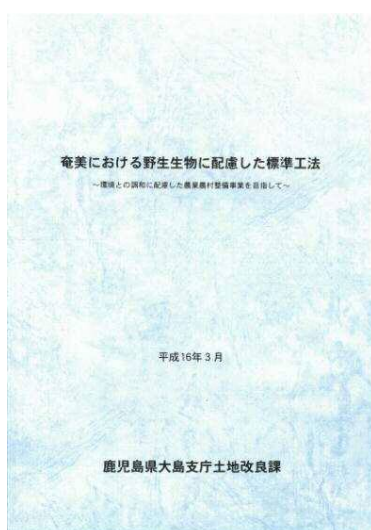 奄美における野生生物に配慮した標準工法
～環境との調和に配慮した農業農村整備事業を目指して～
平成16年3月
鹿児島県大島支庁土地改良課